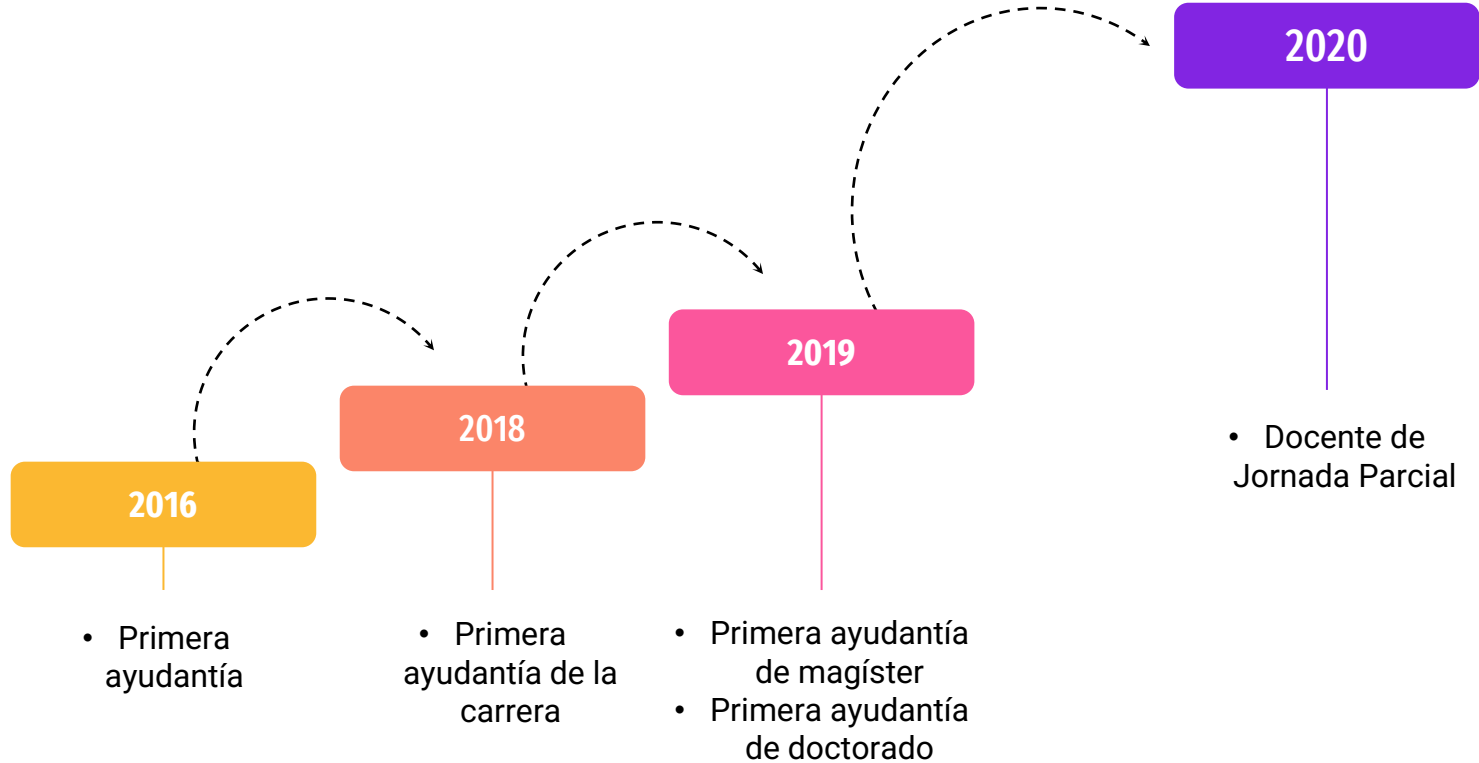 2016
• Primera
ayudantía
2018
• Primera
ayudantía de la
carrera
2019
• Primera ayudantía
de magíster
• Primera ayudantía
de doctorado
2020
• Docente de
Jornada Parcial